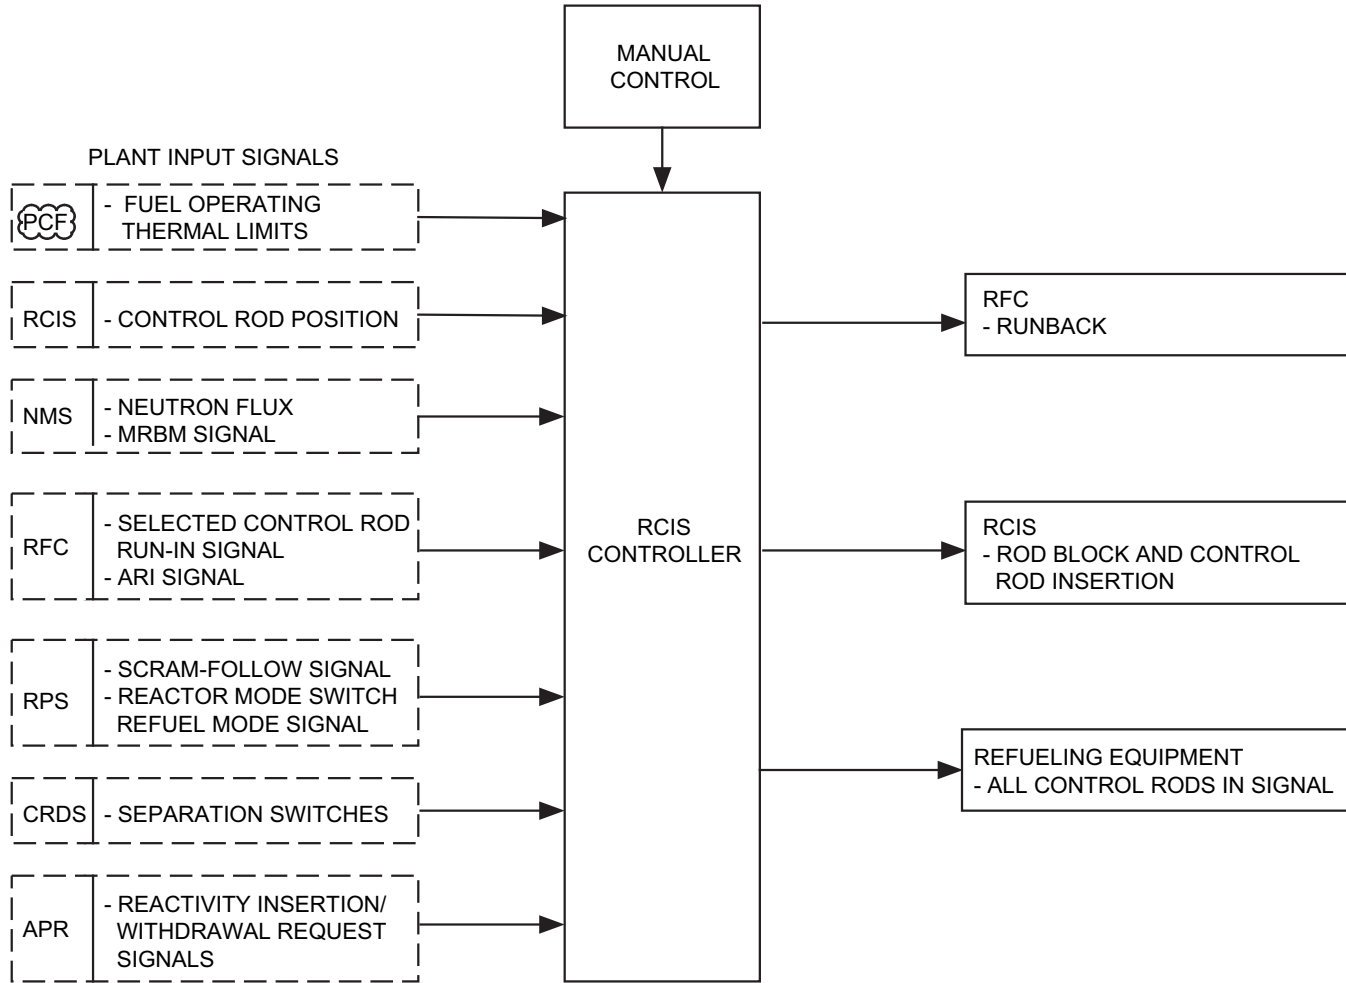 MANUAL
CONTROL
PLANT INPUT SIGNALS
PCF
- FUEL OPERATING
THERMAL LIMITS
RCIS
- CONTROL ROD POSITION
NMS
- NEUTRON FLUX
- MRBM SIGNAL
RFC
- SELECTED CONTROL ROD
RUN-IN SIGNAL
- ARI SIGNAL
RPS
- SCRAM-FOLLOW SIGNAL
- REACTOR MODE SWITCH
REFUEL MODE SIGNAL
CRDS
- SEPARATION SWITCHES
APR
- REACTIVITY INSERTION/
WITHDRAWAL REQUEST
SIGNALS
RCIS
CONTROLLER
RFC
- RUNBACK
RCIS
- ROD BLOCK AND CONTROL
ROD INSERTION
REFUELING EQUIPMENT
- ALL CONTROL RODS IN SIGNAL